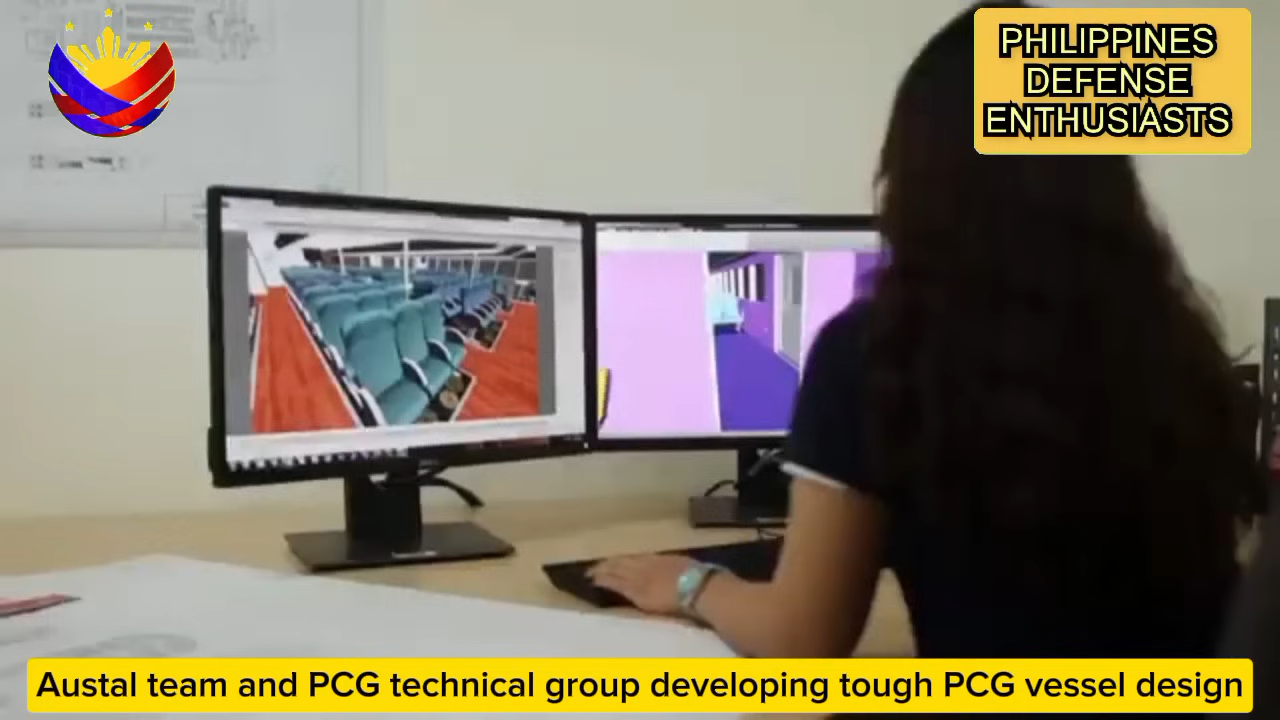 PHILIPPINES
DEFENSE
ENTHUSIASTS
Austal team and PCG technical group developing tough PCG vessel design